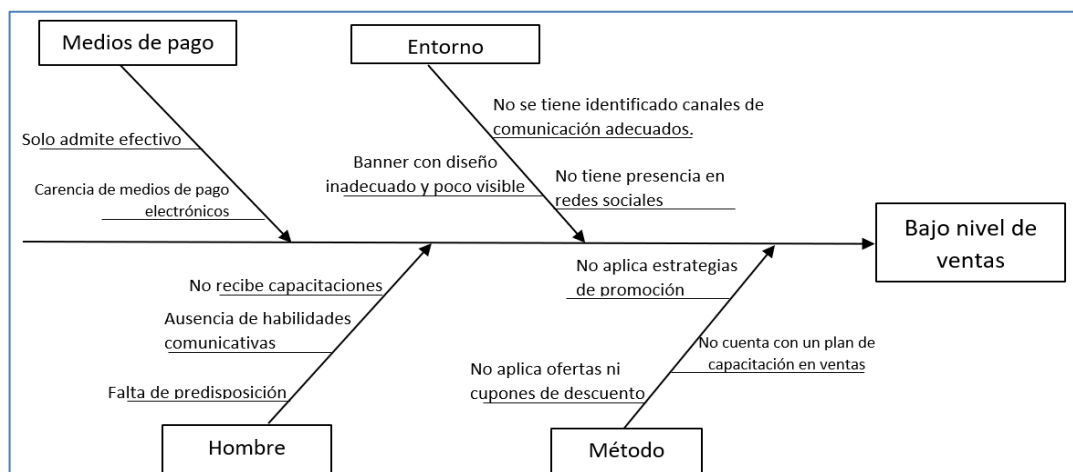 Medios de pago
Entorno
Solo admite efectivo
Carencia de medios de pago
electrónicos
No se tiene identificado canales de
comunicación adecuados.
Banner con diseño
inadecuado y poco visible
No tiene presencia en
redes sociales
Bajo nivel de
ventas
No recibe capacitaciones
Ausencia de habilidades
comunicativas
Falta de predisposición
No aplica estrategias
de promoción
No cuenta con un plan de
capacitación en ventas
No aplica ofertas ni
cupones de descuento
Hombre
Método